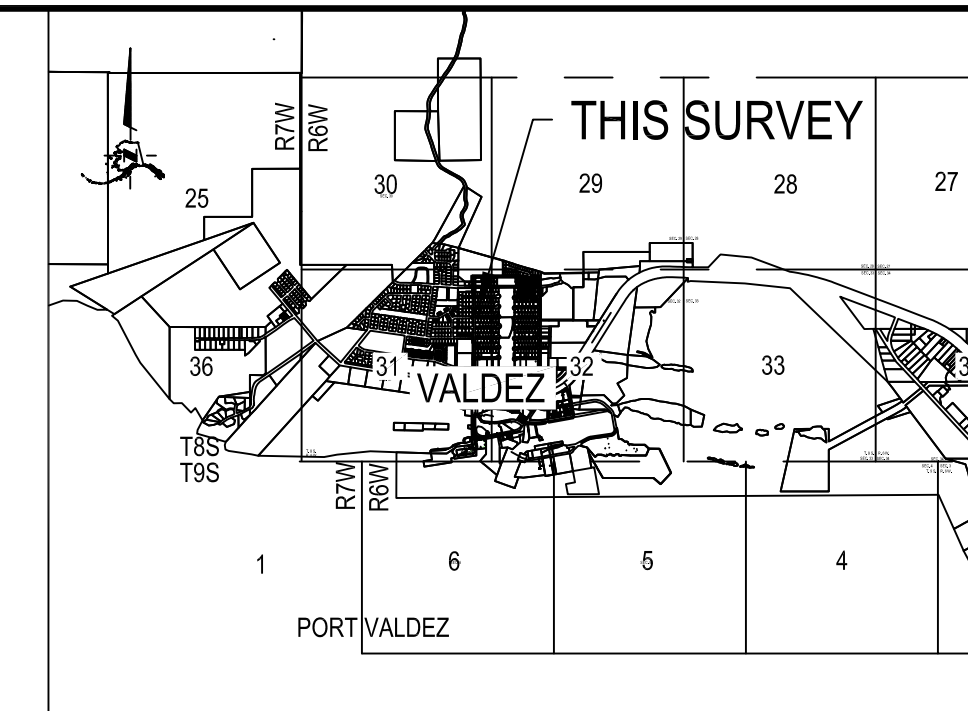 THIS SURVEY
R7W
R6W
25
30
29
28
27
36
31
VALDEZ
32
33
T8S
T9S
R7W
R6W
1
6
5
4
PORT VALDEZ